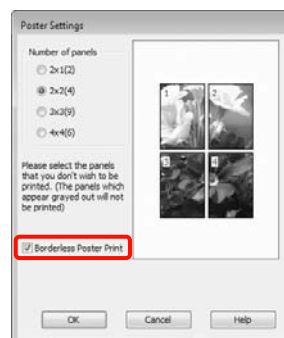 Poster Settings
Number of panels
2x1(2)
2x2(4)
3x3(9)
4x4(6)
Please select the panels
that you don't wish to be
printed. (The panels which
appear grayed out will not
be printed)
1 2
3 4
Borderless Poster Print
OK Cancel Help